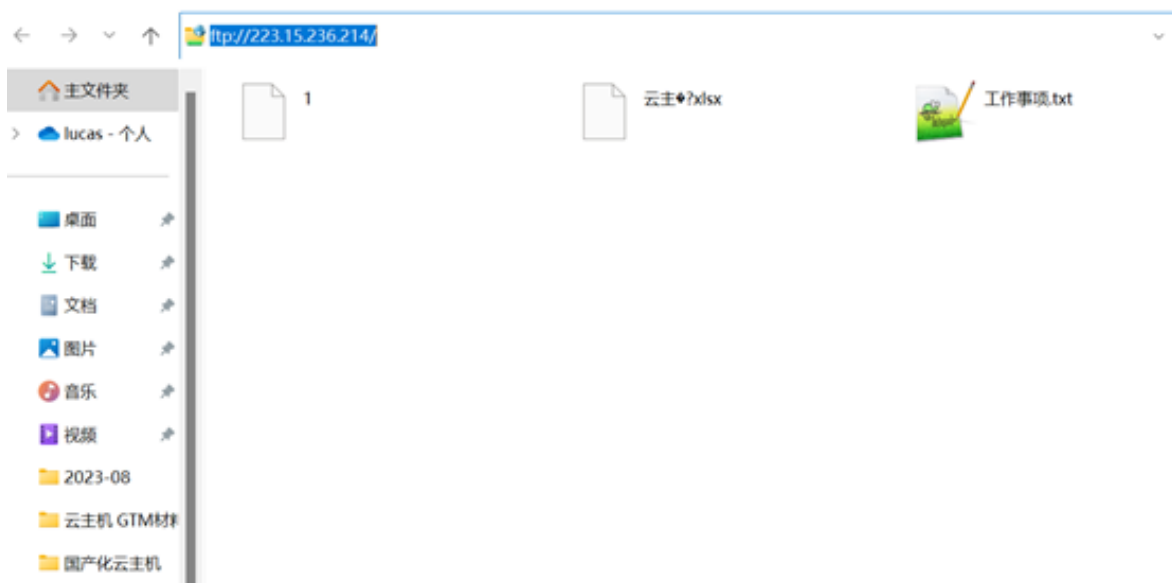 ftp://223.15.236.214/
主文件夹
lucas - 个人
桌面
下载
文档
图片
音乐
视频
2023-08
云主机 GTM材料
国产化云主机
1
云主�?xlsx
工作事项.txt